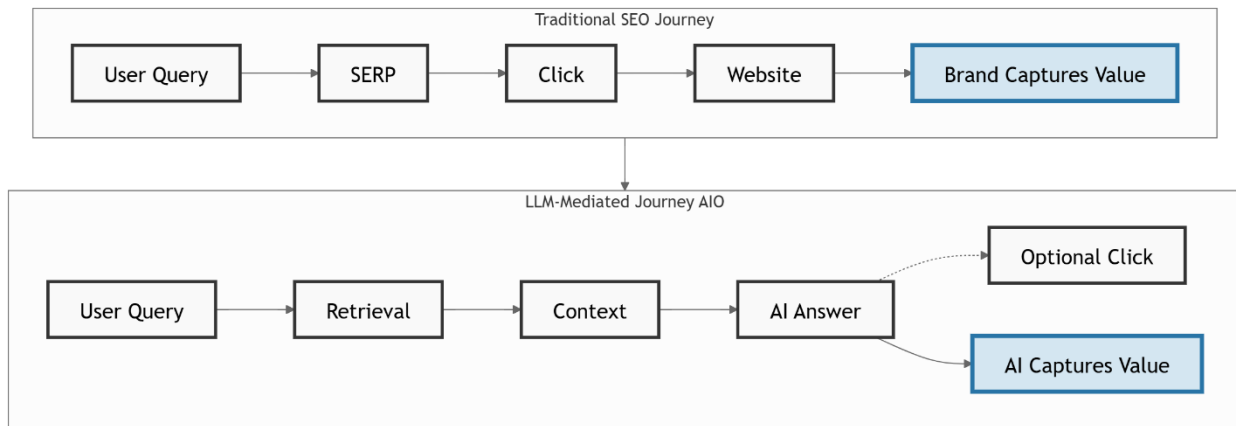 Traditional SEO Journey
User Query
SERP
Click
Website
Brand Captures Value
LLM-Mediated Journey AIO
User Query
Retrieval
Context
AI Answer
Optional Click
AI Captures Value